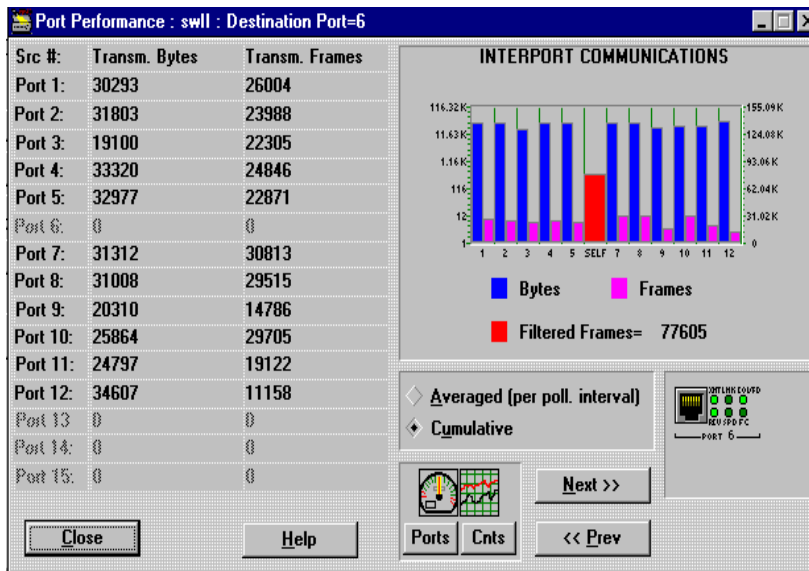 Port Performance : swII : Destination Port=6
Src #: Transm. Bytes Transm. Frames
Port 1: 30293 26004
Port 2: 31803 23988
Port 3: 19100 22305
Port 4: 33320 24846
Port 5: 32977 22871
Port 6: 0 0
Port 7: 31312 30813
Port 8: 31008 29515
Port 9: 20310 14786
Port 10: 25864 29705
Port 11: 24797 19122
Port 12: 34607 11158
Port 13 0 0
Port 14: 0 0
Port 15: 0 0
Close Help
INTERPORT COMMUNICATIONS
116.32K 155.09K
11.63K 124.08K
1.16K 93.06K
116 62.04K
12 31.02K
1 0
1 2 3 4 5 SELF 7 8 9 10 11 12
Bytes Frames
Filtered Frames= 77605
Averaged (per poll. interval)
Cumulative
Ports Cnts
Next >>
<< Prev
PORT 6